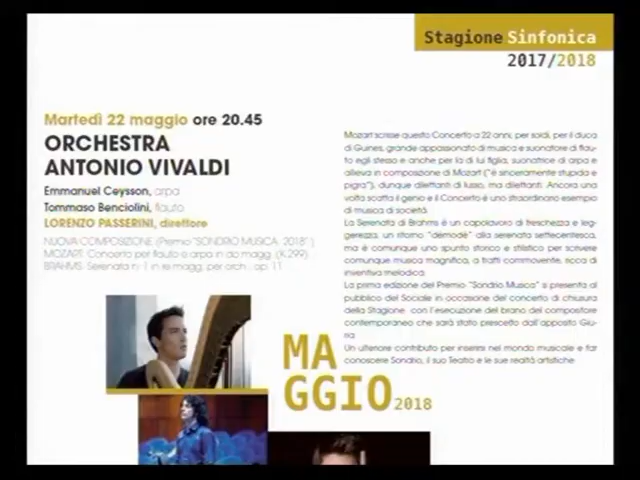 Stagione Sinfonica
2017/2018
Martedì 22 maggio ore 20.45
ORCHESTRA
ANTONIO VIVALDI
Emmanuel Ceysson, arpa
Tommaso Benciolini, flauto
LORENZO PASSERINI, direttore
NUOVA COMPOSIZIONE (Premio "SONDRIO MUSICA 2018")
MOZART: Concerto per flauto e arpa in do magg. (K299)
BRAHMS: Serenata n. 1 in re magg. per orch., op. 11
Mozart scrisse questo Concerto a 22 anni, per soldi, per il duca
di Guines, grande appassionato di musica e suonatore di flau-
to egli stesso e anche per la di lui figlia, suonatrice di arpa e
allieva in composizione di Mozart ("è sinceramente stupida e
pigra"), dunque dilettanti di lusso, ma dilettanti. Ancora una
volta scatta il genio e il Concerto è uno straordinario esempio
di musica di società.
La Serenata di Brahms è un capolavoro di freschezza e leg-
gerezza, un ritorno "démodé" alla serenata settecentesca,
ma è comunque uno spunto storico e stilistico per scrivere
comunque musica magnifica, a tratti commovente, ricca di
inventiva melodica.
La prima edizione del Premio "Sondrio Musica" si presenta al
pubblico del Sociale in occasione del concerto di chiusura
della Stagione con l'esecuzione del brano del compositore
contemporaneo che sarà stato prescelto dall'apposito Giu-
ria.
Un ulteriore contributo per inserirsi nel mondo musicale e far
conoscere Sondrio, il suo Teatro e le sue realtà artistiche
MA
GGIO 2018